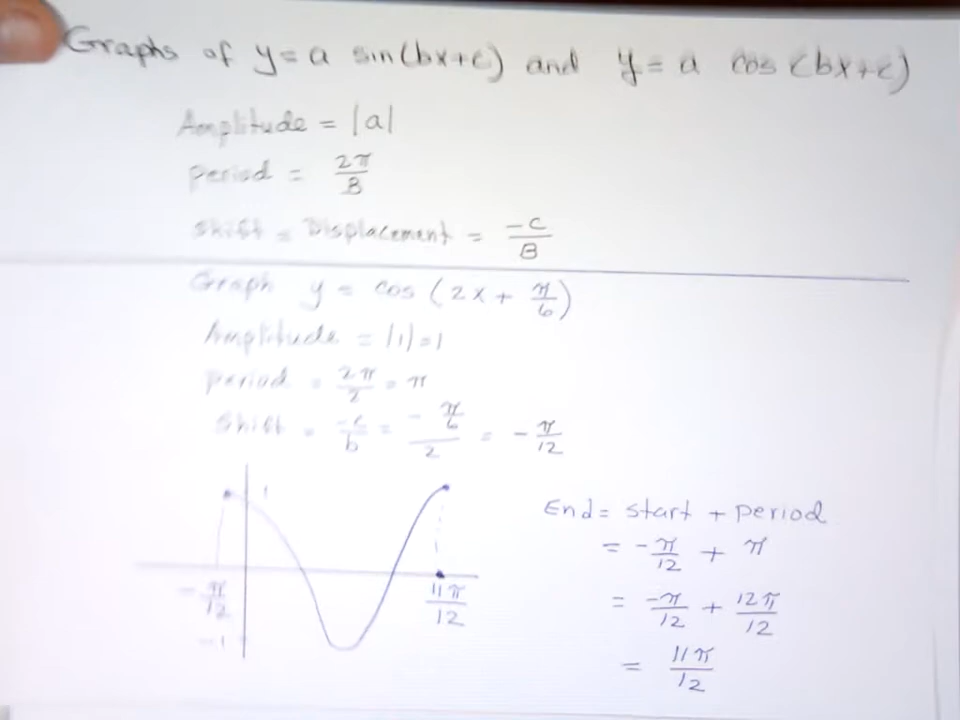 Graphs of y = a sin(bx+c) and y = a cos(bx+c)
Amplitude = |a|
Period = 2π/B
Shift = Displacement = -c/B
Graph y = cos (2x + π/6)
Amplitude = |1| = 1
period = 2π/2 = π
Shift = -c/b = -π/6/2 = -π/12
1
End = start + period
= -π/12 + π
-π/12
11π/12
= -π/12 + 12π/12
-1
= 11π/12